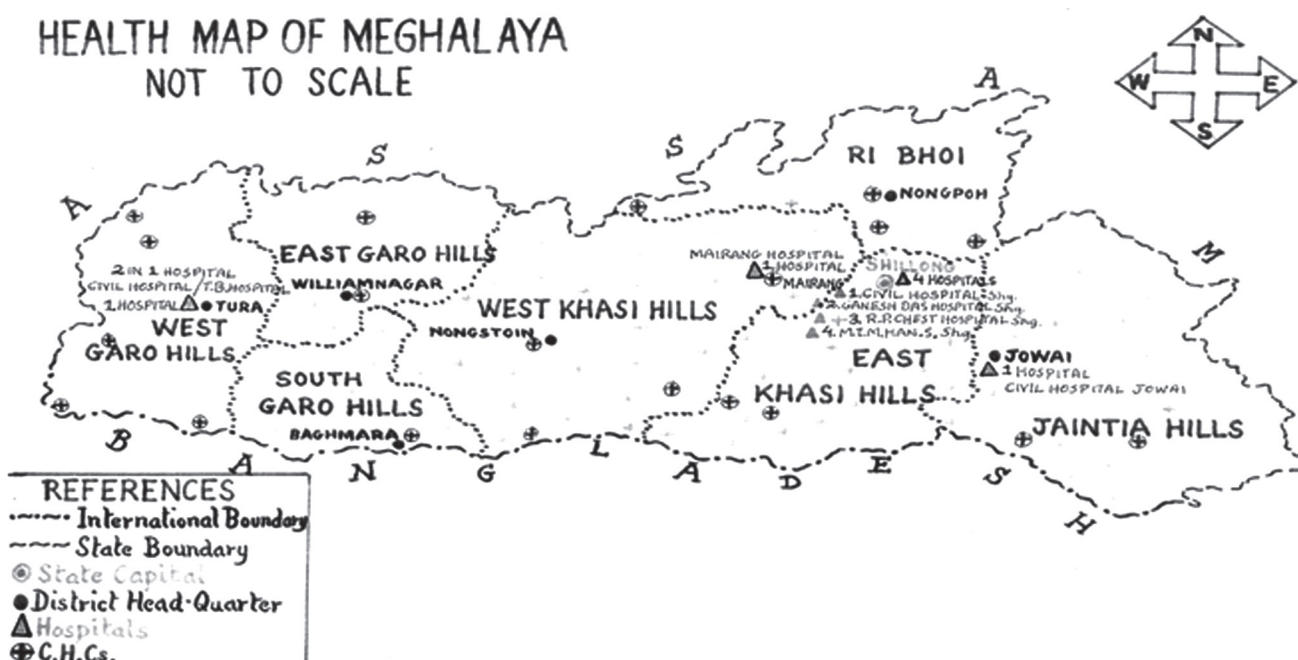 HEALTH MAP OF MEGHALAYA
NOT TO SCALE
N
W E
S
A S S A M
RI BHOI
NONGPOH
EAST GARO HILLS
WILLIAMNAGAR
2 IN 1 HOSPITAL
CIVIL HOSPITAL/T.B.HOSPITAL
1 HOSPITAL TURA
WEST
GARO HILLS
SOUTH
GARO HILLS
BAGHMARA
WEST KHASI HILLS
NONGSTOIN
MAIRANG HOSPITAL
1 HOSPITAL
MAIRANG
SHILLONG
4 HOSPITALS
1. CIVIL HOSPITAL-Shg.
2. GANESH DAS HOSPITAL Shg.
3. R.P. CHEST HOSPITAL Shg.
4. M.I.M.HAN.S. Shg.
EAST
KHASI HILLS
JOWAI
1 HOSPITAL
CIVIL HOSPITAL JOWAI
JAINTIA HILLS
B A N G L A D E S H
REFERENCES
International Boundary
State Boundary
State Capital
District Head-Quarter
Hospitals
C.H.Cs.